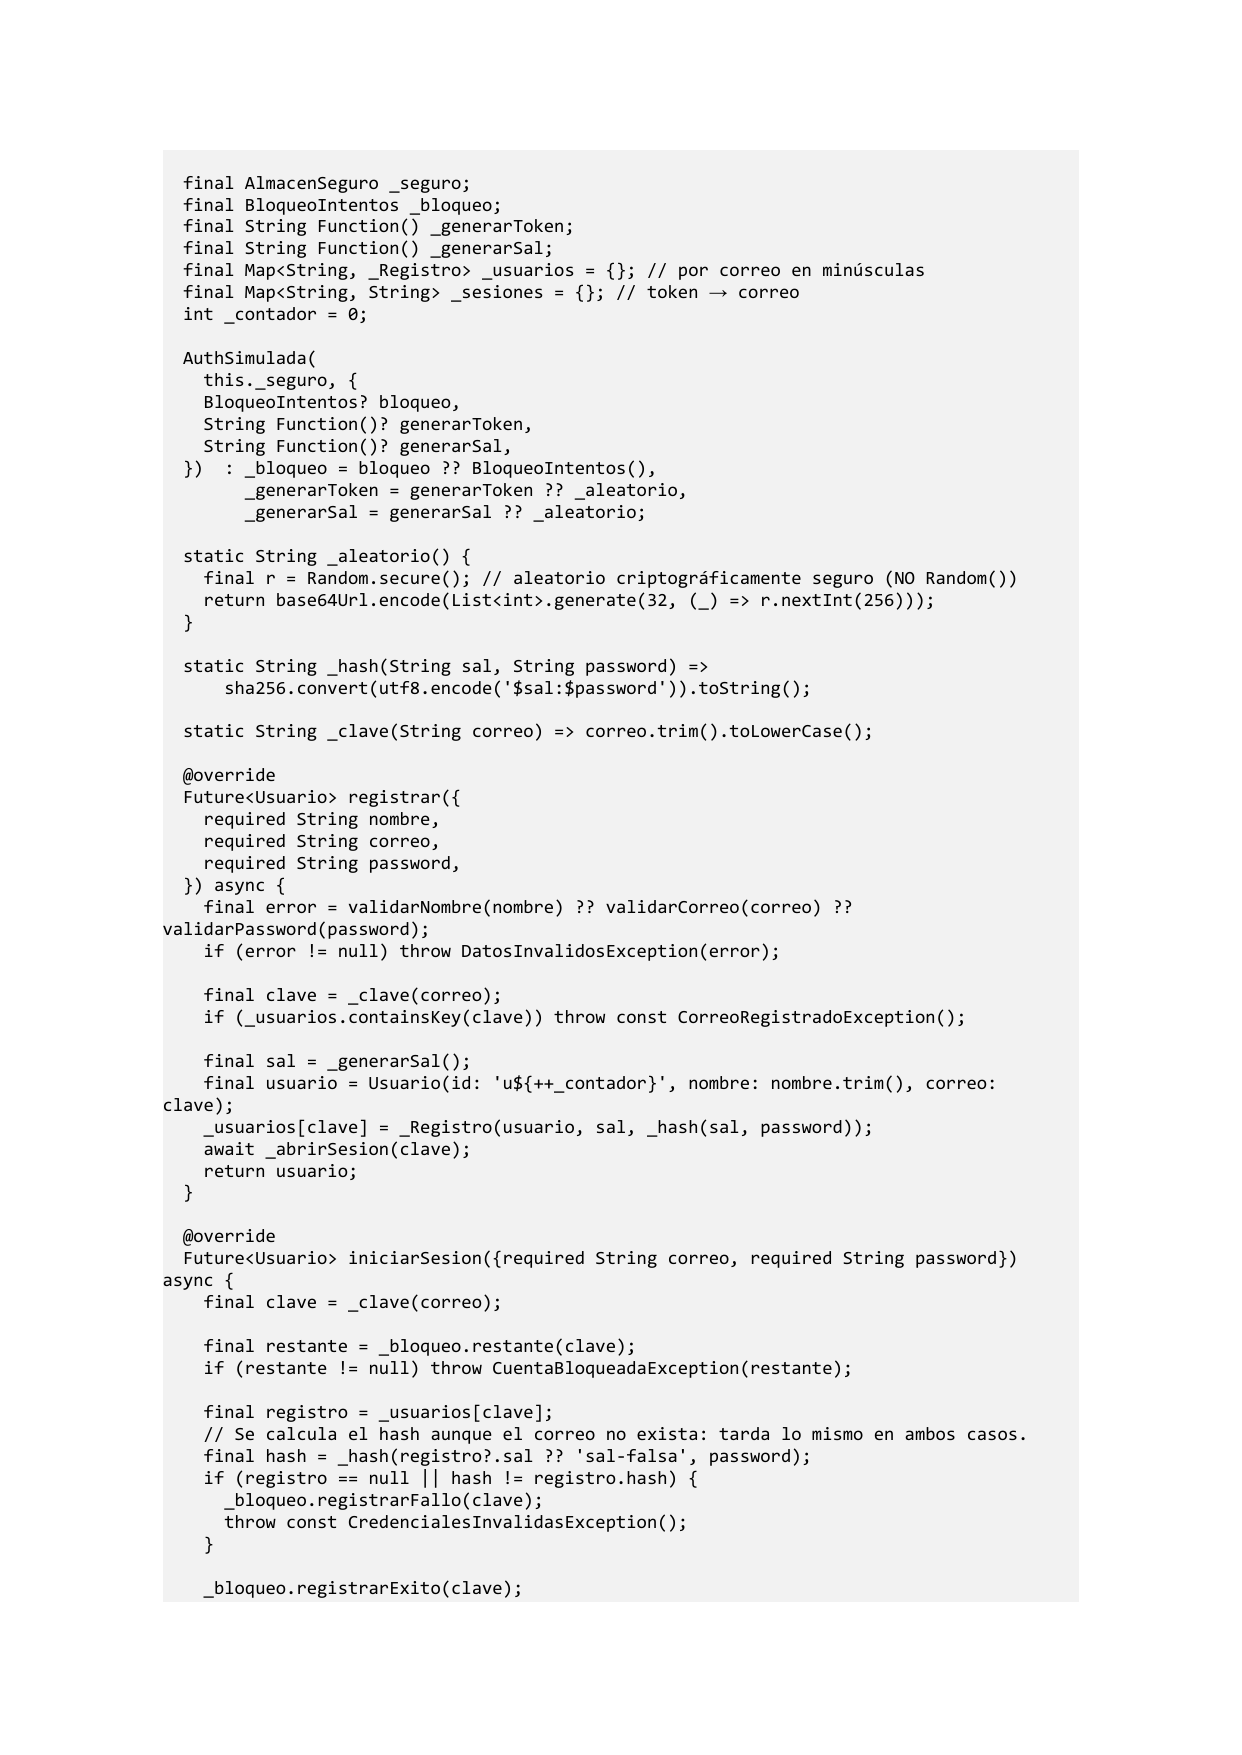 final AlmacenSeguro _seguro;
final BloqueoIntentos _bloqueo;
final String Function() _generarToken;
final String Function() _generarSal;
final Map<String, _Registro> _usuarios = {}; // por correo en minúsculas
final Map<String, String> _sesiones = {}; // token → correo
int _contador = 0;

AuthSimulada(
  this._seguro, {
  BloqueoIntentos? bloqueo,
  String Function()? generarToken,
  String Function()? generarSal,
})  : _bloqueo = bloqueo ?? BloqueoIntentos(),
      _generarToken = generarToken ?? _aleatorio,
      _generarSal = generarSal ?? _aleatorio;

static String _aleatorio() {
  final r = Random.secure(); // aleatorio criptográficamente seguro (NO Random())
  return base64Url.encode(List<int>.generate(32, (_) => r.nextInt(256)));
}

static String _hash(String sal, String password) =>
    sha256.convert(utf8.encode('$sal:$password')).toString();

static String _clave(String correo) => correo.trim().toLowerCase();

@override
Future<Usuario> registrar({
  required String nombre,
  required String correo,
  required String password,
}) async {
  final error = validarNombre(nombre) ?? validarCorreo(correo) ??
validarPassword(password);
  if (error != null) throw DatosInvalidosException(error);

  final clave = _clave(correo);
  if (_usuarios.containsKey(clave)) throw const CorreoRegistradoException();

  final sal = _generarSal();
  final usuario = Usuario(id: 'u${++_contador}', nombre: nombre.trim(), correo:
clave);
  _usuarios[clave] = _Registro(usuario, sal, _hash(sal, password));
  await _abrirSesion(clave);
  return usuario;
}

@override
Future<Usuario> iniciarSesion({required String correo, required String password})
async {
  final clave = _clave(correo);

  final restante = _bloqueo.restante(clave);
  if (restante != null) throw CuentaBloqueadaException(restante);

  final registro = _usuarios[clave];
  // Se calcula el hash aunque el correo no exista: tarda lo mismo en ambos casos.
  final hash = _hash(registro?.sal ?? 'sal-falsa', password);
  if (registro == null || hash != registro.hash) {
    _bloqueo.registrarFallo(clave);
    throw const CredencialesInvalidasException();
  }

  _bloqueo.registrarExito(clave);